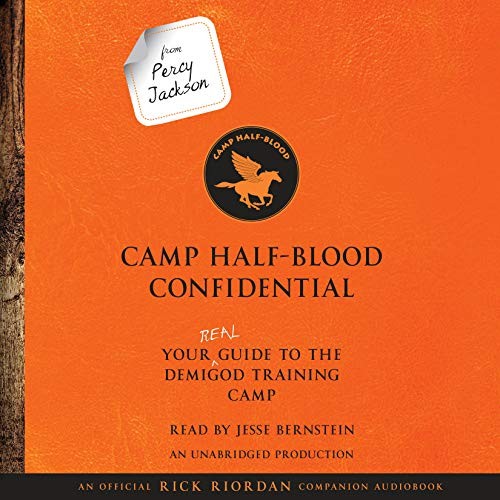 from
Percy
Jackson
CAMP HALF-BLOOD
CAMP HALF-BLOOD
CONFIDENTIAL
REAL
YOUR ^ GUIDE TO THE
DEMIGOD TRAINING
CAMP
READ BY JESSE BERNSTEIN
AN UNABRIDGED PRODUCTION
AN OFFICIAL RICK RIORDAN COMPANION AUDIOBOOK